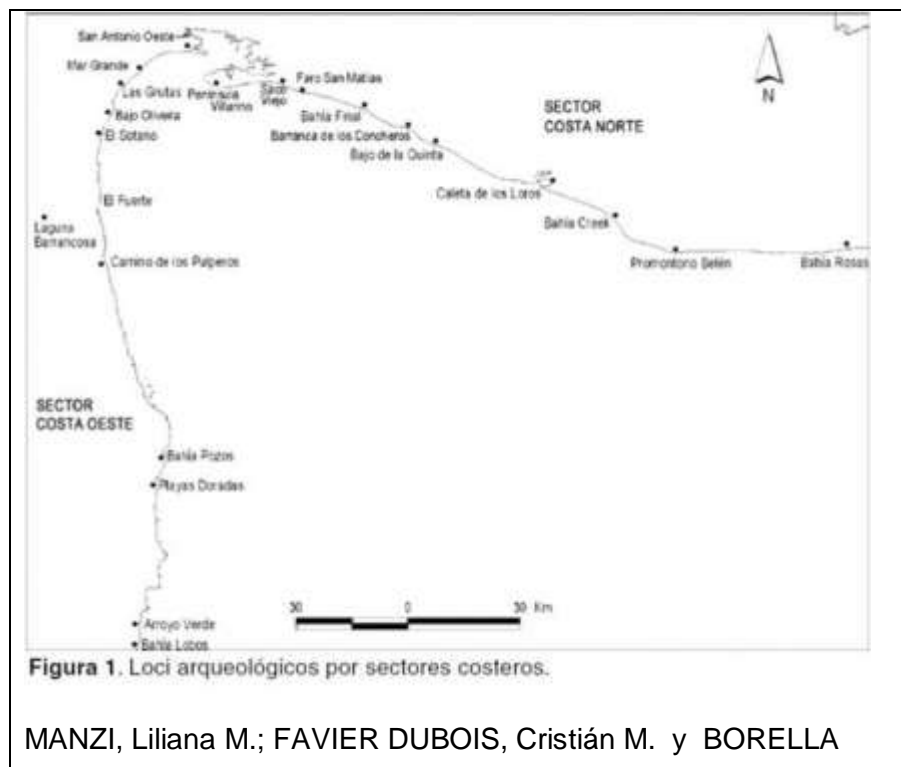 San Antonio Oeste
Mar Grande
Las Grutas
Península
Villarino
Saco
Viejo
Faro San Matías
Bajo Oliveira
Bahía Final
SECTOR
COSTA NORTE
N
El Sotano
Barranca de los Concheros
Bajo de la Quinta
Caleta de los Loros
El Fuerte
Laguna
Barrancosa
Bahía Creek
Camino de los Pulperos
Promontorio Belén
Bahía Rosas
SECTOR
COSTA OESTE
Bahía Pozos
Playas Doradas
30 0 30 Km
Arroyo Verde
Bahía Lobos
Figura 1. Loci arqueológicos por sectores costeros.
MANZI, Liliana M.; FAVIER DUBOIS, Cristián M. y BORELLA